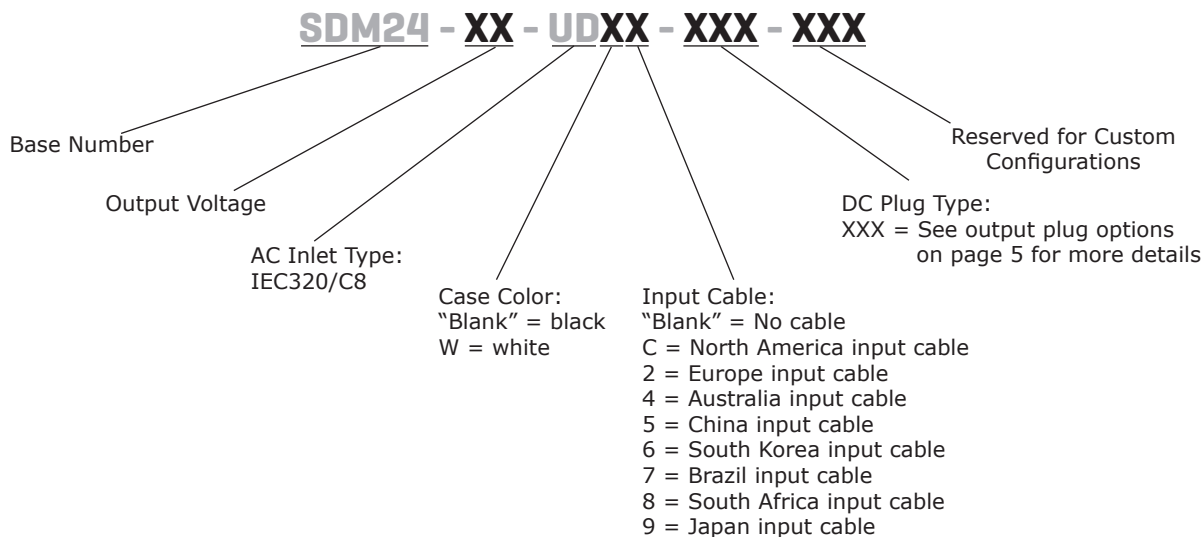 SDM24 - XX - UDXX - XXX - XXX
Base Number
Output Voltage
AC Inlet Type:
IEC320/C8
Case Color:
“Blank” = black
W = white
Input Cable:
“Blank” = No cable
C = North America input cable
2 = Europe input cable
4 = Australia input cable
5 = China input cable
6 = South Korea input cable
7 = Brazil input cable
8 = South Africa input cable
9 = Japan input cable
DC Plug Type:
XXX = See output plug options
on page 5 for more details
Reserved for Custom
Configurations